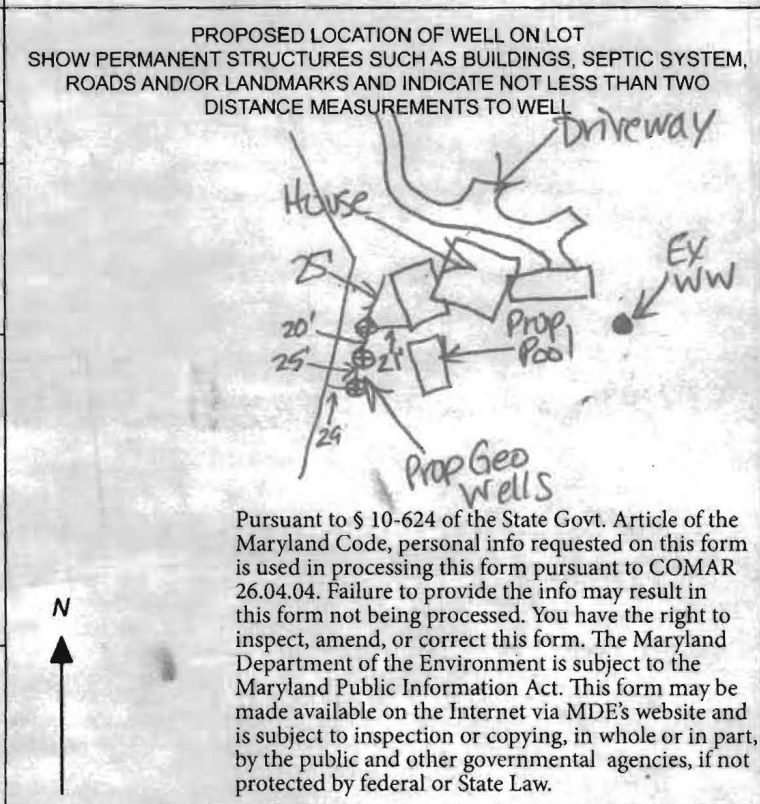 PROPOSED LOCATION OF WELL ON LOT
SHOW PERMANENT STRUCTURES SUCH AS BUILDINGS, SEPTIC SYSTEM,
ROADS AND/OR LANDMARKS AND INDICATE NOT LESS THAN TWO
DISTANCE MEASUREMENTS TO WELL
Driveway
House
25'
Ex
WW
20'
Prop
Pool
25'
21'
29
Prop Geo
Wells
Pursuant to § 10-624 of the State Govt. Article of the
Maryland Code, personal info requested on this form
is used in processing this form pursuant to COMAR
26.04.04. Failure to provide the info may result in
this form not being processed. You have the right to
inspect, amend, or correct this form. The Maryland
Department of the Environment is subject to the
Maryland Public Information Act. This form may be
made available on the Internet via MDE's website and
is subject to inspection or copying, in whole or in part,
by the public and other governmental agencies, if not
protected by federal or State Law.
N